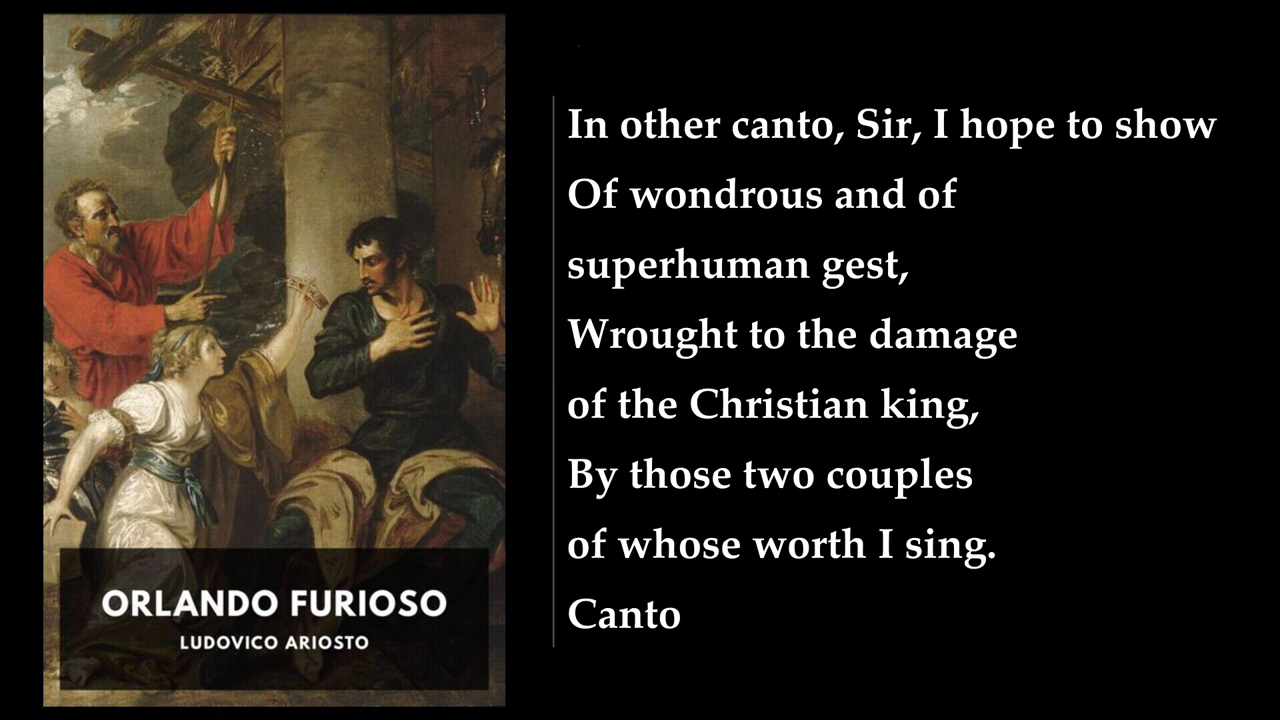 ORLANDO FURIOSO
LUDOVICO ARIOSTO
In other canto, Sir, I hope to show
Of wondrous and of
superhuman gest,
Wrought to the damage
of the Christian king,
By those two couples
of whose worth I sing.
Canto